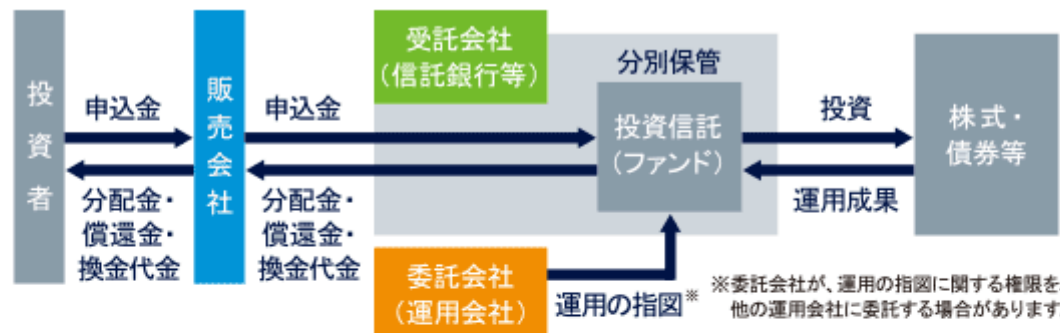 投資者
申込金
分配金・
償還金・
換金代金
販売会社
申込金
分配金・
償還金・
換金代金
受託会社
(信託銀行等)
分別保管
投資信託
(ファンド)
委託会社
(運用会社)
運用の指図※
投資
運用成果
株式・
債券等
※委託会社が、運用の指図に関する権限を
他の運用会社に委託する場合があります